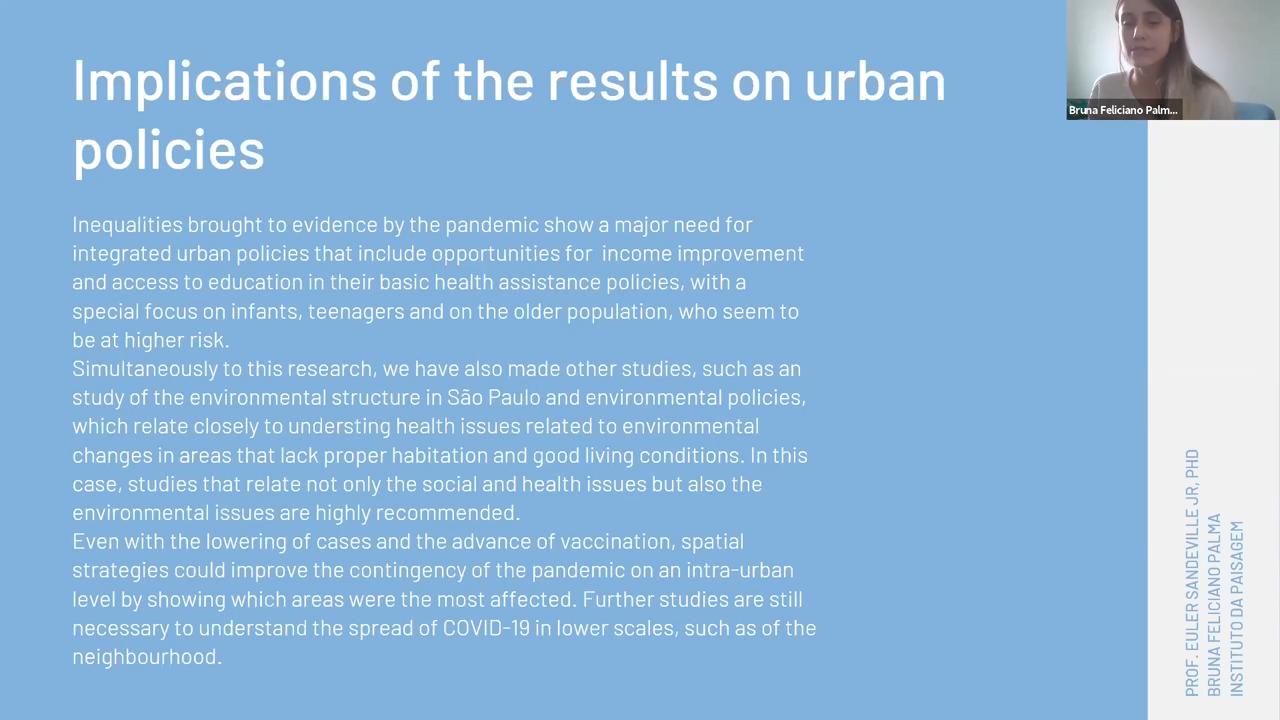 Implications of the results on urban
policies
Inequalities brought to evidence by the pandemic show a major need for
integrated urban policies that include opportunities for  income improvement
and access to education in their basic health assistance policies, with a
special focus on infants, teenagers and on the older population, who seem to
be at higher risk.
Simultaneously to this research, we have also made other studies, such as an
study of the environmental structure in São Paulo and environmental policies,
which relate closely to understing health issues related to environmental
changes in areas that lack proper habitation and good living conditions. In this
case, studies that relate not only the social and health issues but also the
environmental issues are highly recommended.
Even with the lowering of cases and the advance of vaccination, spatial
strategies could improve the contingency of the pandemic on an intra-urban
level by showing which areas were the most affected. Further studies are still
necessary to understand the spread of COVID-19 in lower scales, such as of the
neighbourhood.
Bruna Feliciano Palm...
PROF. EULER SANDEVILLE JR, PHD
BRUNA FELICIANO PALMA
INSTITUTO DA PAISAGEM